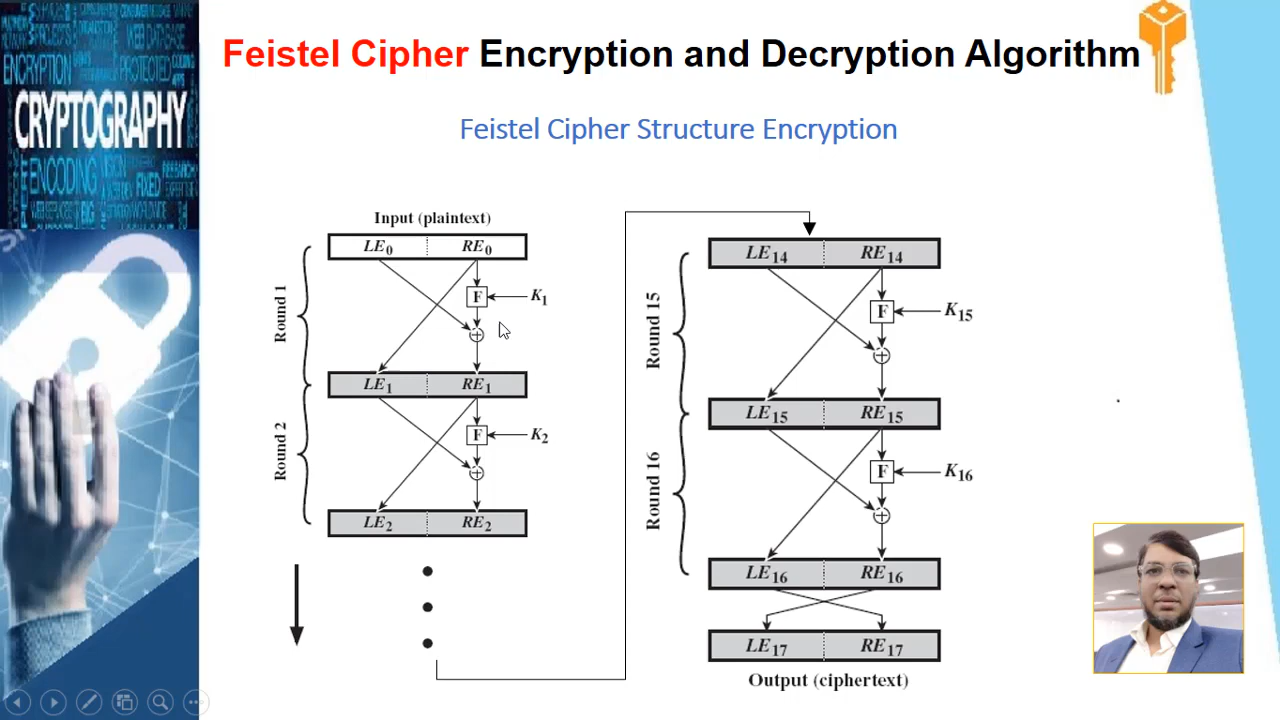 Feistel Cipher Encryption and Decryption Algorithm
Feistel Cipher Structure Encryption
ENCRYPTION
PROTECTED
CRYPTOGRAPHY
ENCODING
FIXED
Input (plaintext)
LE0 RE0
Round 1
F K1
LE1 RE1
Round 2
F K2
LE2 RE2
LE14 RE14
Round 15
F K15
LE15 RE15
Round 16
F K16
LE16 RE16
LE17 RE17
Output (ciphertext)